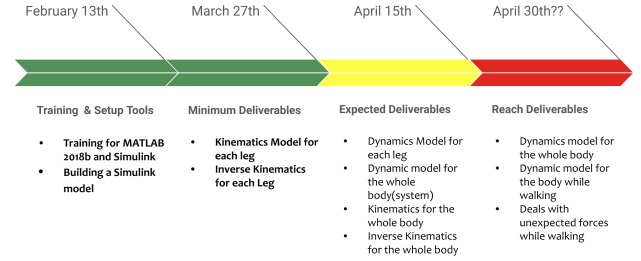 February 13th
March 27th
April 15th
April 30th??
Training & Setup Tools
• Training for MATLAB
2018b and Simulink
• Building a Simulink
model
Minimum Deliverables
• Kinematics Model for
each leg
• Inverse Kinematics
for each Leg
Expected Deliverables
• Dynamics Model for
each leg
• Dynamic model for
the whole
body(system)
• Kinematics for the
whole body
• Inverse Kinematics
for the whole body
Reach Deliverables
• Dynamics model for
the whole body
• Dynamic model for
the body while
walking
• Deals with
unexpected forces
while walking